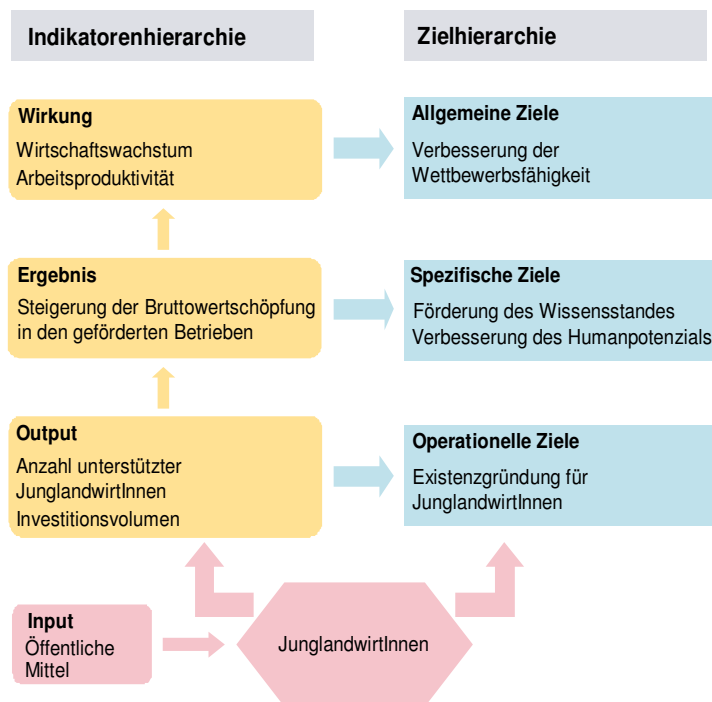 Indikatorenhierarchie
Zielhierarchie
Wirkung
Wirtschaftswachstum
Arbeitsproduktivität
Allgemeine Ziele
Verbesserung der
Wettbewerbsfähigkeit
Ergebnis
Steigerung der Bruttowertschöpfung
in den geförderten Betrieben
Spezifische Ziele
Förderung des Wissensstandes
Verbesserung des Humanpotenzials
Output
Anzahl unterstützter
JunglandwirtInnen
Investitionsvolumen
Operationelle Ziele
Existenzgründung für
JunglandwirtInnen
Input
Öffentliche
Mittel
JunglandwirtInnen